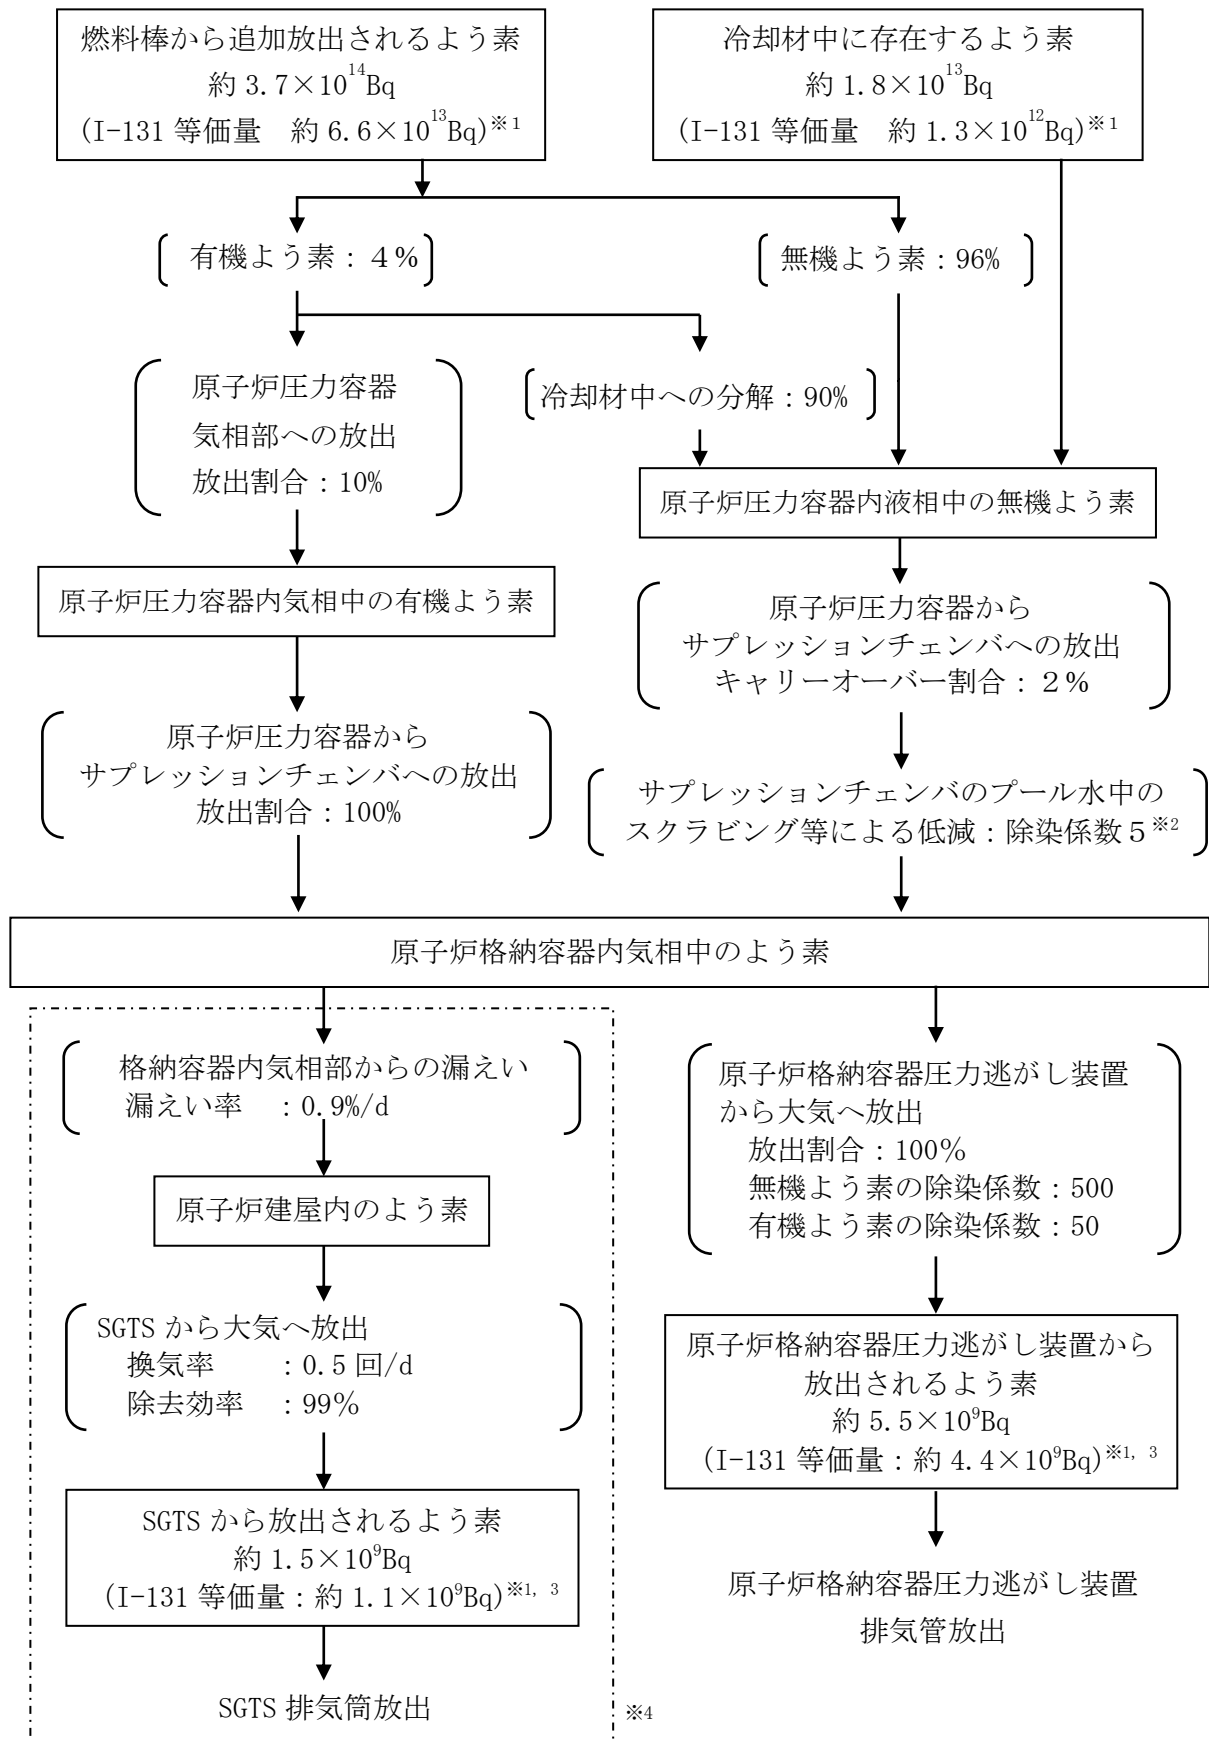 燃料棒から追加放出されるよう素
約 3.7×10¹⁴Bq
(I-131 等価量　約 6.6×10¹³Bq)※1
冷却材中に存在するよう素
約 1.8×10¹³Bq
(I-131 等価量　約 1.3×10¹²Bq)※1
有機よう素：４%
無機よう素：96%
原子炉圧力容器
気相部への放出
放出割合：10%
冷却材中への分解：90%
原子炉圧力容器内液相中の無機よう素
原子炉圧力容器内気相中の有機よう素
原子炉圧力容器から
サプレッションチェンバへの放出
キャリーオーバー割合：２%
原子炉圧力容器から
サプレッションチェンバへの放出
放出割合：100%
サプレッションチェンバのプール水中の
スクラビング等による低減：除染係数５※2
原子炉格納容器内気相中のよう素
格納容器内気相部からの漏えい
漏えい率　：0.9%/d
原子炉建屋内のよう素
SGTS から大気へ放出
換気率　　：0.5 回/d
除去効率　：99％
SGTS から放出されるよう素
約 1.5×10⁹Bq
(I-131 等価量：約 1.1×10⁹Bq)※1, 3
SGTS 排気筒放出
※4
原子炉格納容器圧力逃がし装置
から大気へ放出
放出割合：100％
無機よう素の除染係数：500
有機よう素の除染係数：50
原子炉格納容器圧力逃がし装置から
放出されるよう素
約 5.5×10⁹Bq
(I-131 等価量：約 4.4×10⁹Bq)※1, 3
原子炉格納容器圧力逃がし装置
排気管放出